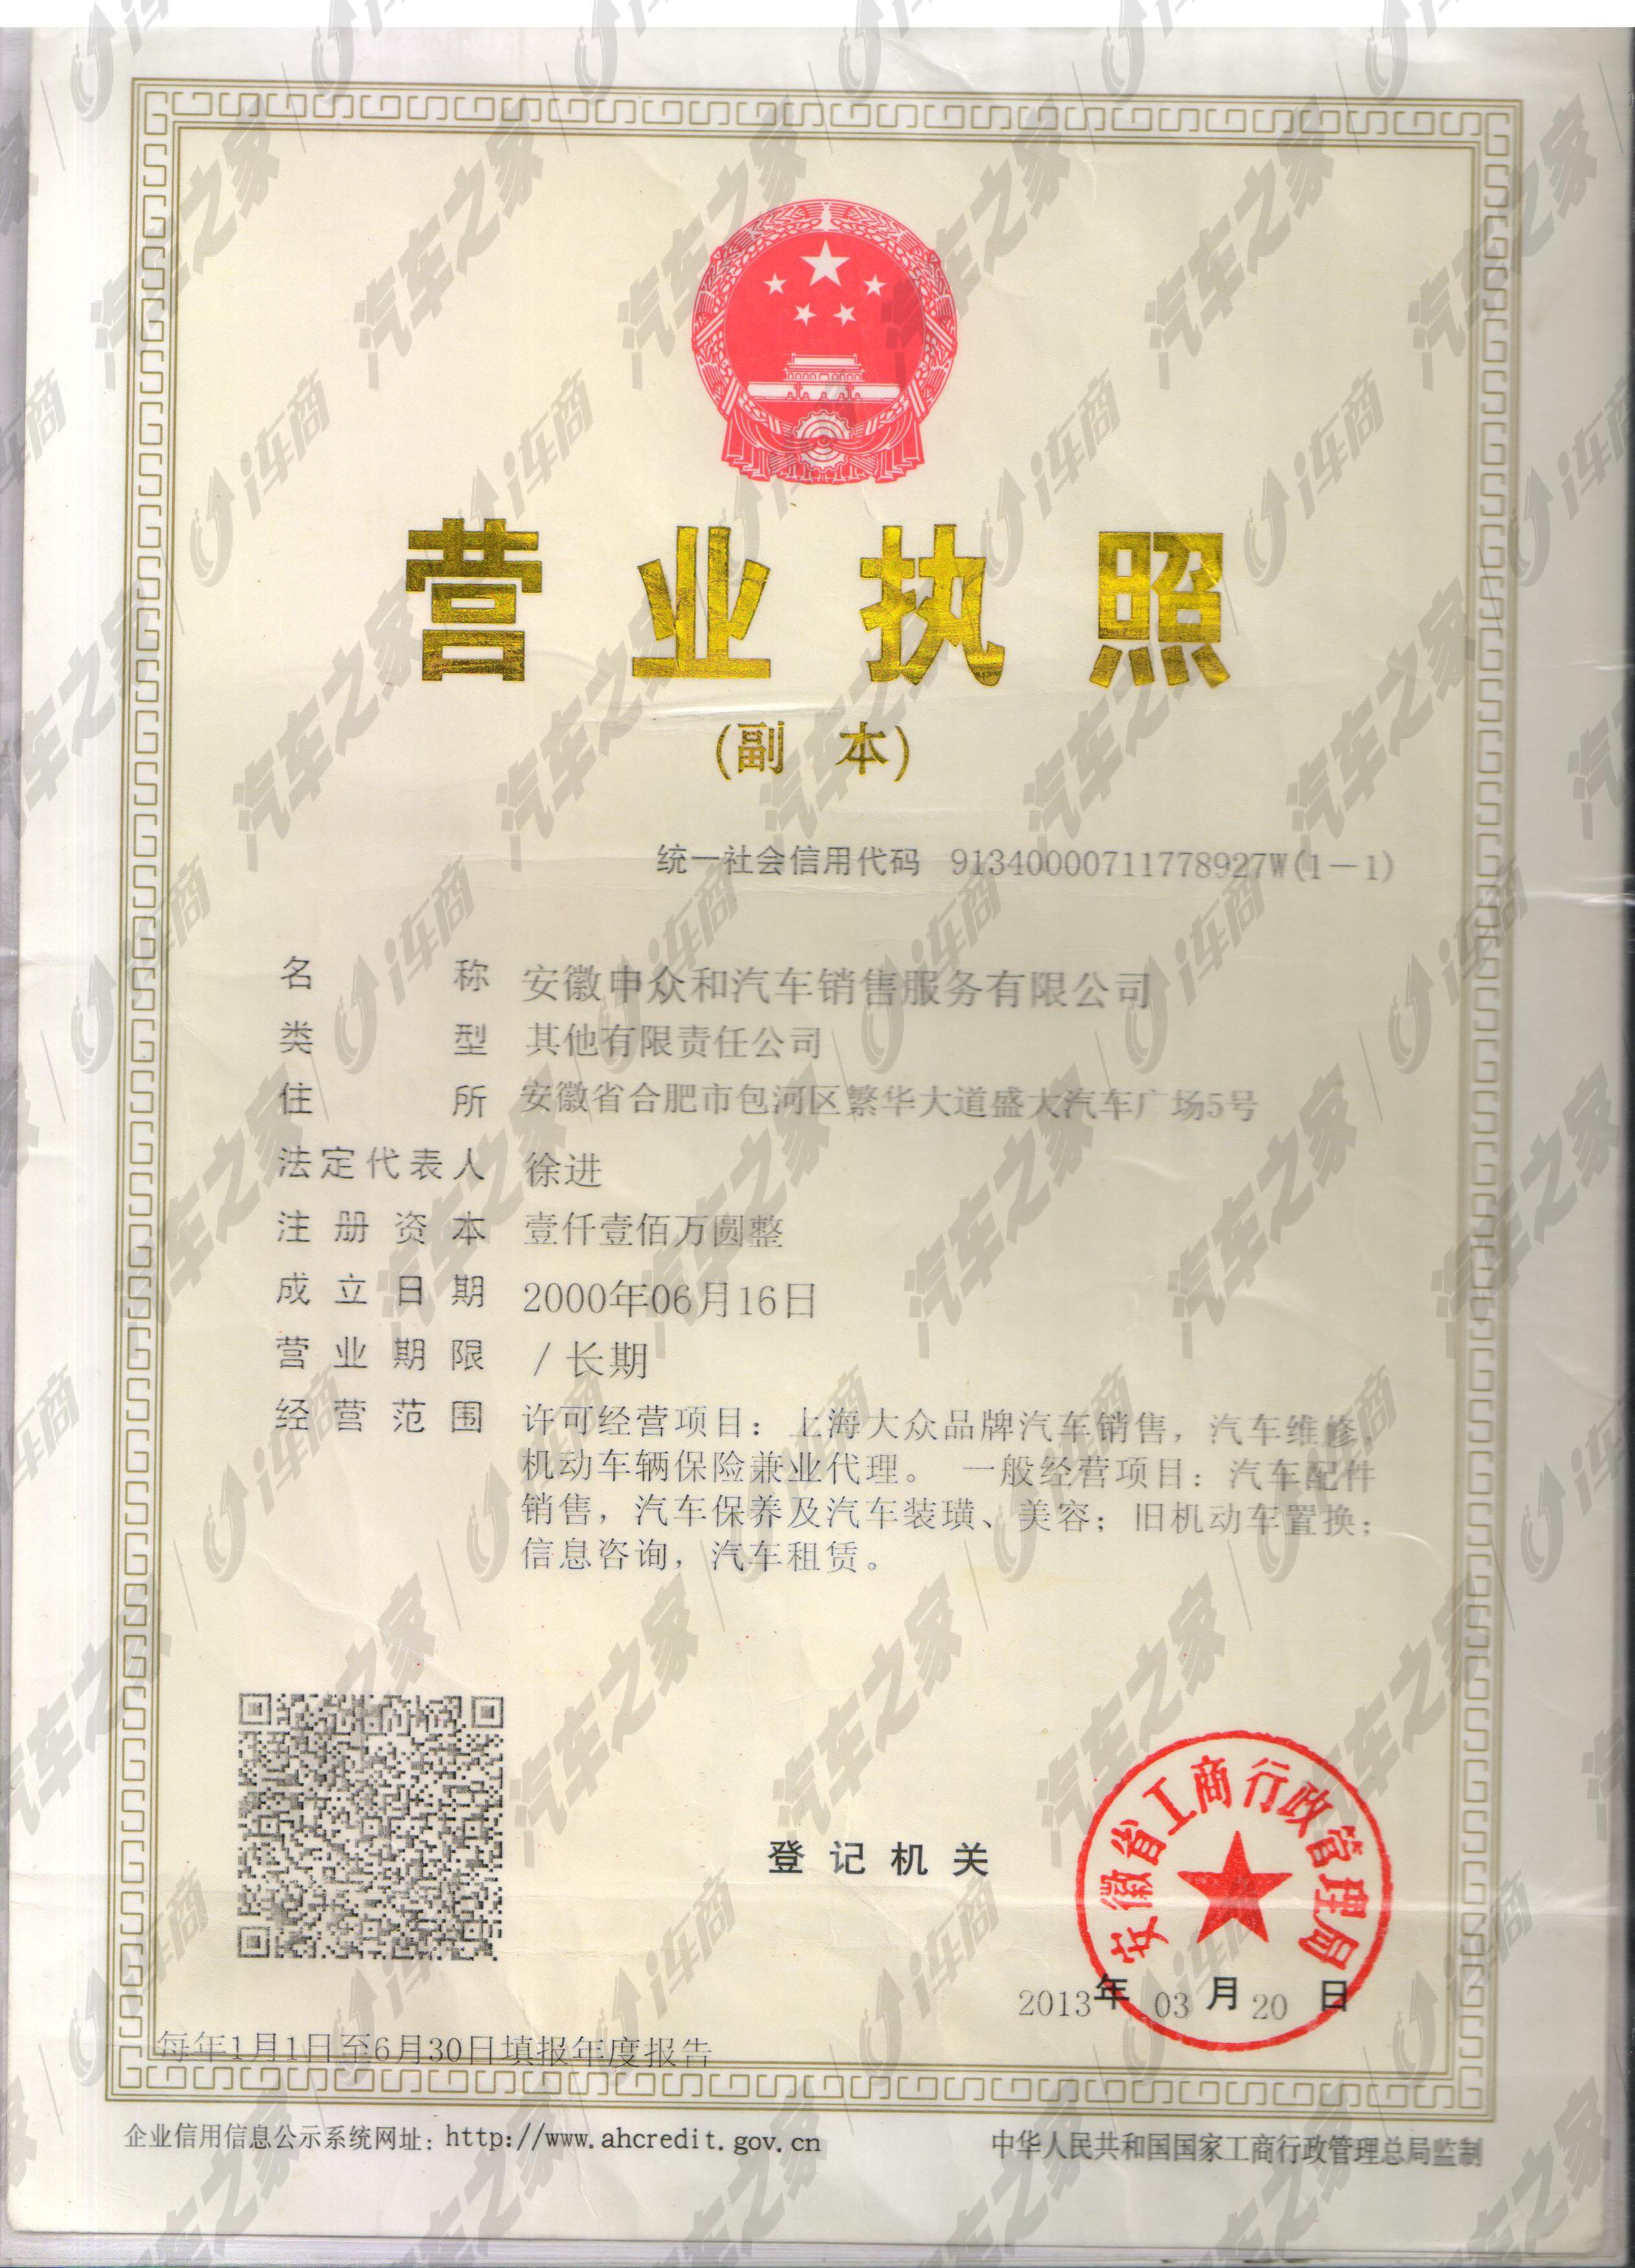 营业执照
(副 本)
统一社会信用代码 91340000711778927W(1-1)
名 称 安徽申众和汽车销售服务有限公司
类 型 其他有限责任公司
住 所 安徽省合肥市包河区繁华大道盛大汽车广场5号
法定代表人 徐进
注册资本 壹仟壹佰万圆整
成立日期 2000年06月16日
营业期限 / 长期
经营范围 许可经营项目：上海大众品牌汽车销售，汽车维修，
机动车辆保险兼业代理。 一般经营项目：汽车配件
销售，汽车保养及汽车装璜、美容；旧机动车置换；
信息咨询，汽车租赁。
登记机关
安徽省工商行政管理局
2013年 03 月 20 日
每年1月1日至6月30日填报年度报告
企业信用信息公示系统网址：http://www.ahcredit.gov.cn
中华人民共和国国家工商行政管理总局监制
汽车之家
i车商